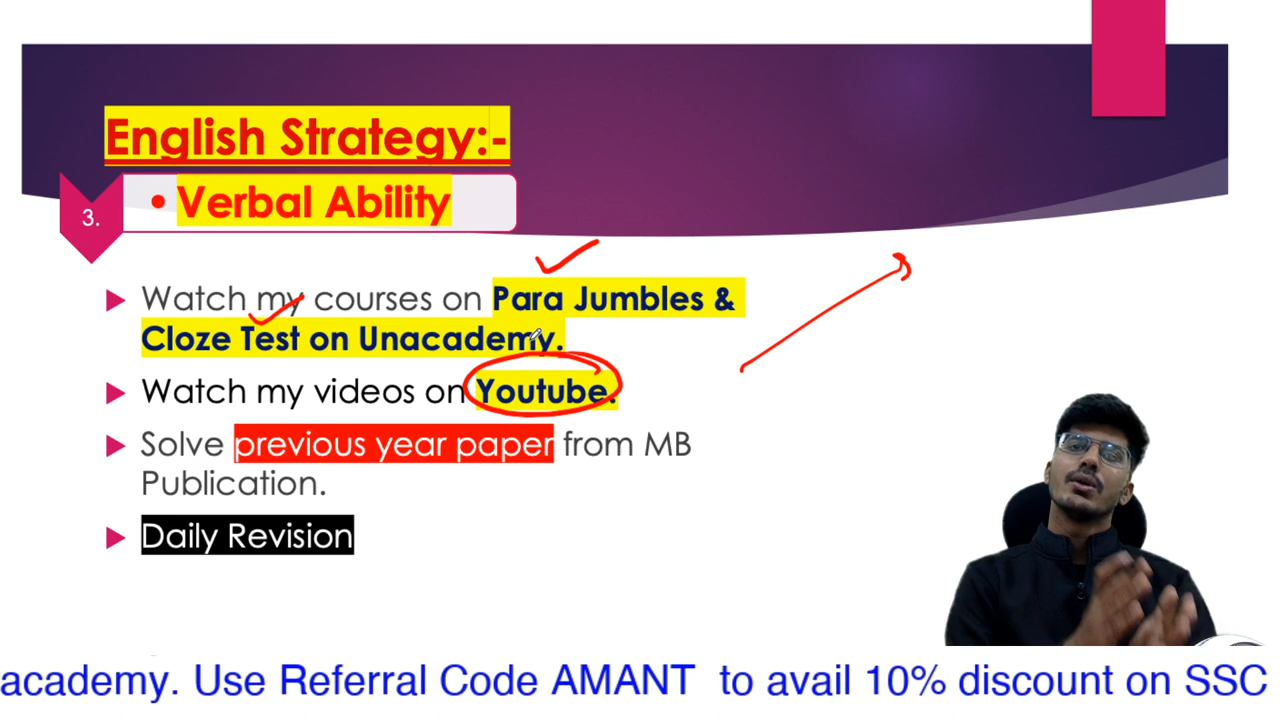 English Strategy:-
3.
• Verbal Ability
Watch my courses on Para Jumbles &
Cloze Test on Unacademy.
Watch my videos on Youtube.
Solve previous year paper from MB
Publication.
Daily Revision
academy. Use Referral Code AMANT to avail 10% discount on SSC